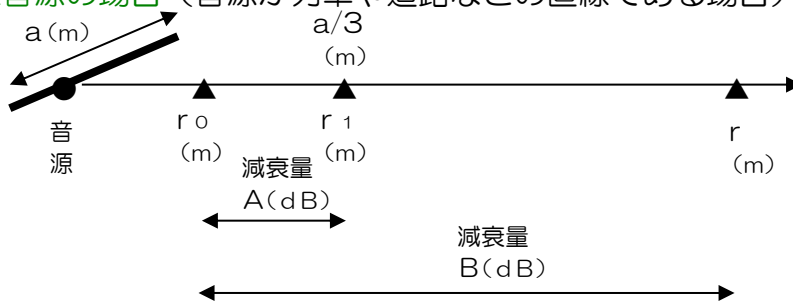 音源の場合（音源が列車や道路などの直線である場合）
a(m)
a/3
(m)
音
源
r0
(m)
r1
(m)
r
(m)
減衰量
A(dB)
減衰量
B(dB)